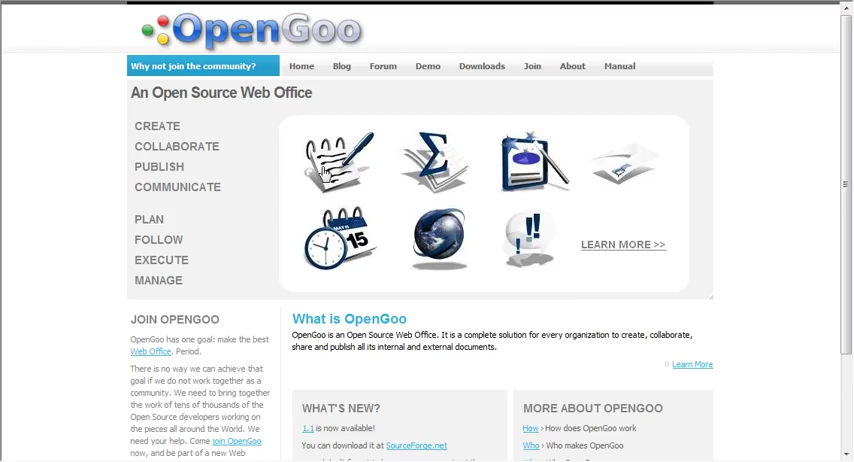 OpenGoo
Why not join the community?
Home Blog Forum Demo Downloads Join About Manual
An Open Source Web Office
CREATE
COLLABORATE
PUBLISH
COMMUNICATE
PLAN
FOLLOW
EXECUTE
MANAGE
15
LEARN MORE >>
JOIN OPENGOO
OpenGoo has one goal: make the best
Web Office. Period.
There is no way we can achieve that
goal if we do not work together as a
community. We need to bring together
the work of tens of thousands of the
Open Source developers working on
the pieces all around the World. We
need your help. Come join OpenGoo
now, and be part of a new Web
What is OpenGoo
OpenGoo is an Open Source Web Office. It is a complete solution for every organization to create, collaborate,
share and publish all its internal and external documents.
Learn More
WHAT'S NEW?
1.1 is now available!
You can download it at SourceForge.net
MORE ABOUT OPENGOO
How › How does OpenGoo work
Who › Who makes OpenGoo